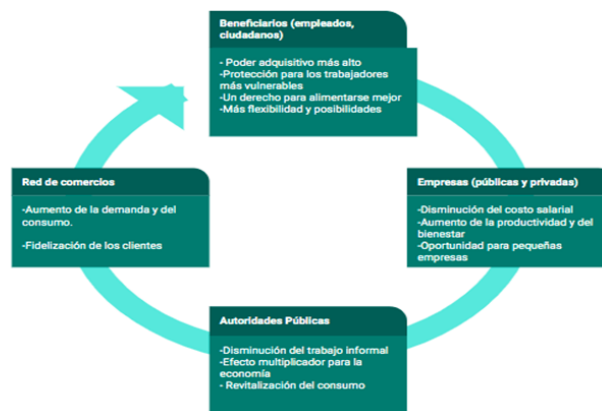 Beneficiarios (empleados,
ciudadanos)
- Poder adquisitivo más alto
-Protección para los trabajadores
más vulnerables
- Un derecho para alimentarse mejor
- Más flexibilidad y posibilidades
Red de comercios
-Aumento de la demanda y del
consumo.
-Fidelización de los clientes
Empresas (públicas y privadas)
-Disminución del costo salarial
-Aumento de la productividad y del
bienestar
-Oportunidad para pequeñas
empresas
Autoridades Públicas
-Disminución del trabajo informal
-Efecto multiplicador para la
economía
- Revitalización del consumo